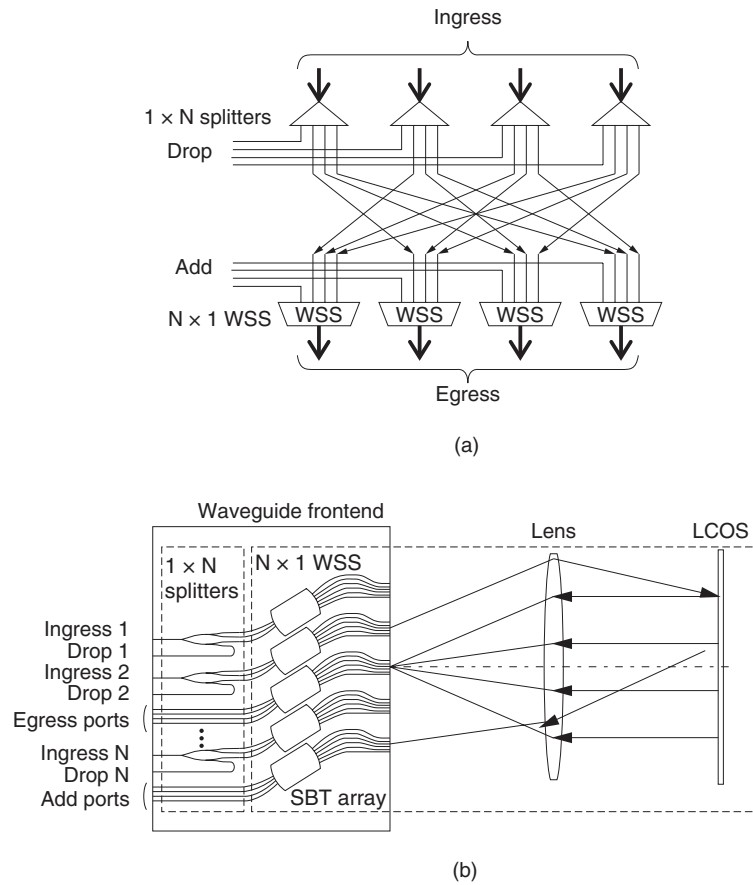 Ingress
1 × N splitters
Drop
Add
N × 1 WSS
WSS WSS WSS WSS
Egress
(a)
Waveguide frontend
Lens LCOS
1 × N
splitters
N × 1 WSS
Ingress 1
Drop 1
Ingress 2
Drop 2
Egress ports
Ingress N
Drop N
Add ports
SBT array
(b)